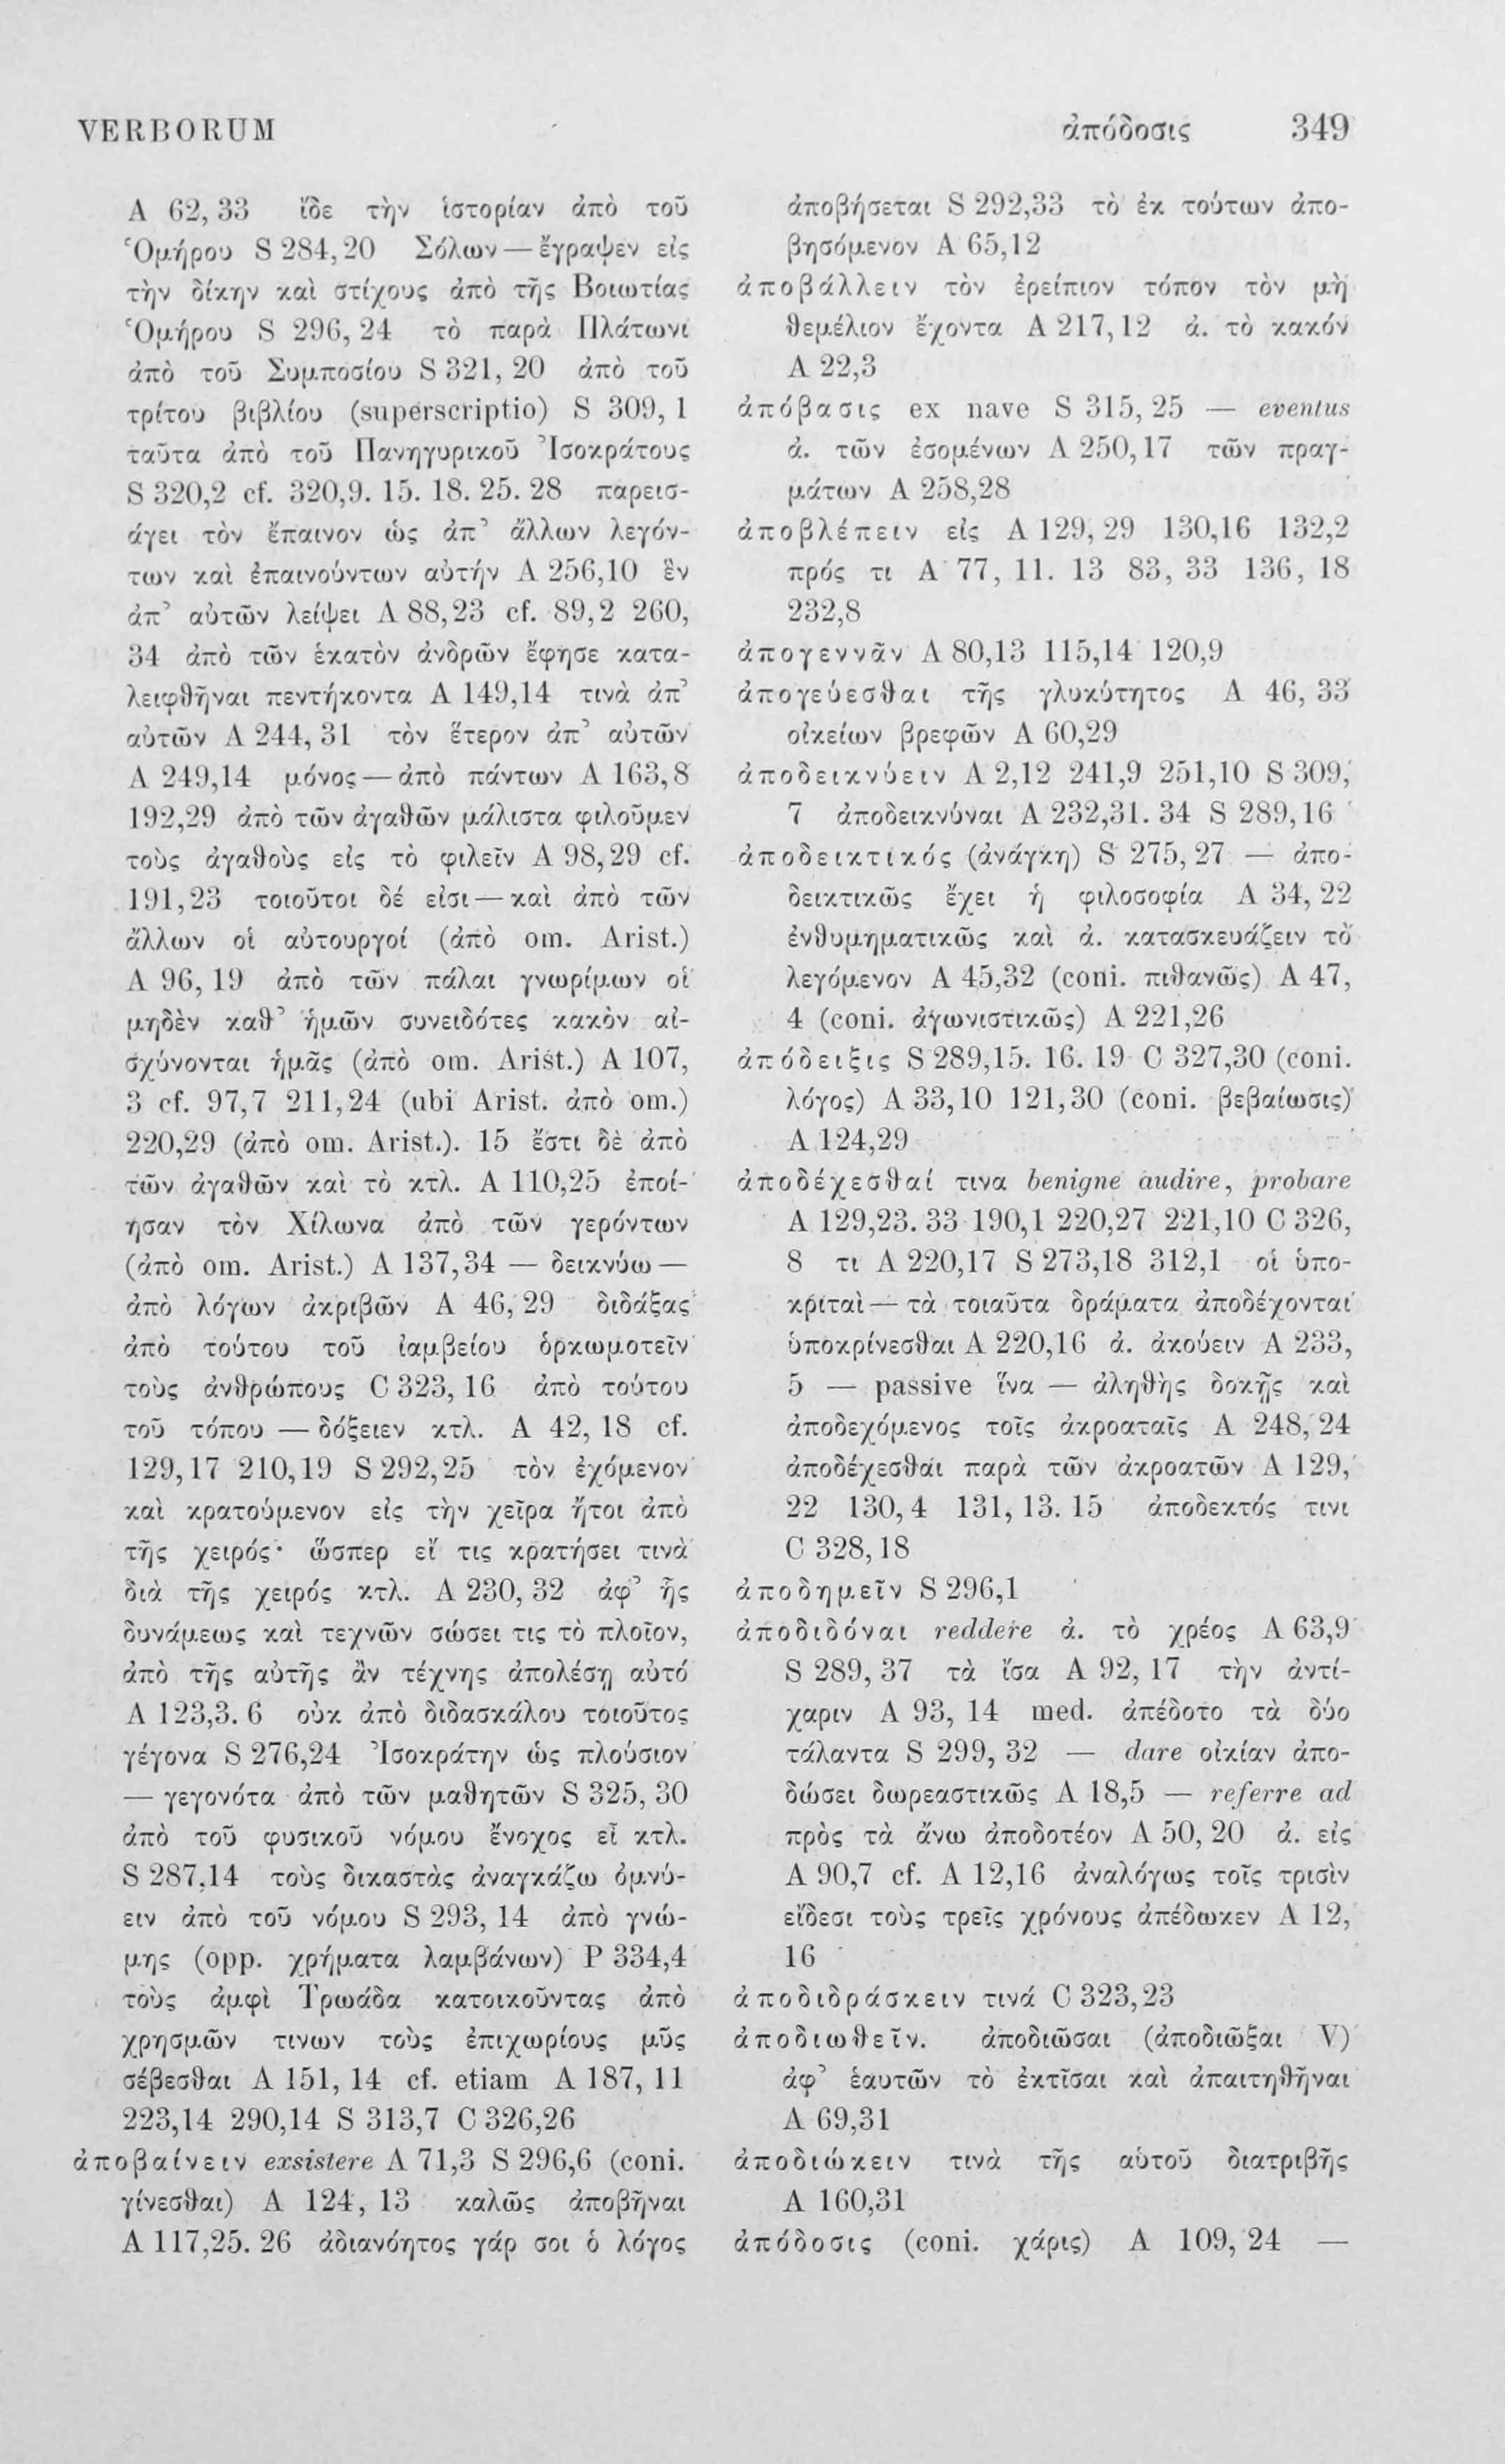 VERBORUM
ἀπόδοσις 349
A 62, 33 ἴδε τὴν ἱστορίαν ἀπὸ τοῦ
Ὁμήρου S 284, 20 Σόλων — ἔγραψεν εἰς
τὴν δίκην καὶ στίχους ἀπὸ τῆς Βοιωτίας
Ὁμήρου S 296, 24 τὸ παρὰ Πλάτωνι
ἀπὸ τοῦ Συμποσίου S 321, 20 ἀπὸ τοῦ
τρίτου βιβλίου (superscriptio) S 309, 1
ταῦτα ἀπὸ τοῦ Πανηγυρικοῦ Ἰσοκράτους
S 320,2 cf. 320,9. 15. 18. 25. 28 παρεισ-
άγει τὸν ἔπαινον ὡς ἀπ’ ἄλλων λεγόν-
των καὶ ἐπαινούντων αὐτήν A 256,10 ἓν
ἀπ’ αὐτῶν λείψει A 88,23 cf. 89,2 260,
34 ἀπὸ τῶν ἑκατὸν ἀνδρῶν ἔφησε κατα-
λειφθῆναι πεντήκοντα A 149,14 τινὰ ἀπ’
αὐτῶν A 244, 31 τὸν ἕτερον ἀπ’ αὐτῶν
A 249,14 μόνος — ἀπὸ πάντων A 163,8
192,29 ἀπὸ τῶν ἀγαθῶν μάλιστα φιλοῦμεν
τοὺς ἀγαθοὺς εἰς τὸ φιλεῖν A 98,29 cf.
191,23 τοιοῦτοι δέ εἰσι — καὶ ἀπὸ τῶν
ἄλλων οἱ αὐτουργοί (ἀπὸ om. Arist.)
A 96, 19 ἀπὸ τῶν πάλαι γνωρίμων οἱ
μηδὲν καθ’ ἡμῶν συνειδότες κακὸν αἰ-
σχύνονται ἡμᾶς (ἀπὸ om. Arist.) A 107,
3 cf. 97,7 211,24 (ubi Arist. ἀπὸ om.)
220,29 (ἀπὸ om. Arist.). 15 ἔστι δὲ ἀπὸ
τῶν ἀγαθῶν καὶ τὸ κτλ. A 110,25 ἐποί-
ησαν τὸν Χίλωνα ἀπὸ τῶν γερόντων
(ἀπὸ om. Arist.) A 137,34 — δεικνύω —
ἀπὸ λόγων ἀκριβῶν A 46, 29 διδάξας
ἀπὸ τούτου τοῦ ἰαμβείου ὁρκωμοτεῖν
τοὺς ἀνθρώπους C 323, 16 ἀπὸ τούτου
τοῦ τόπου — δόξειεν κτλ. A 42, 18 cf.
129,17 210,19 S 292,25 τὸν ἐχόμενον
καὶ κρατούμενον εἰς τὴν χεῖρα ἤτοι ἀπὸ
τῆς χειρός· ὥσπερ εἴ τις κρατήσει τινὰ
διὰ τῆς χειρός κτλ. A 230, 32 ἀφ’ ἧς
δυνάμεως καὶ τεχνῶν σώσει τις τὸ πλοῖον,
ἀπὸ τῆς αὐτῆς ἂν τέχνης ἀπολέσῃ αὐτό
A 123,3. 6 οὐκ ἀπὸ διδασκάλου τοιοῦτος
γέγονα S 276,24 Ἰσοκράτην ὡς πλούσιον
— γεγονότα ἀπὸ τῶν μαθητῶν S 325, 30
ἀπὸ τοῦ φυσικοῦ νόμου ἔνοχος εἶ κτλ.
S 287,14 τοὺς δικαστὰς ἀναγκάζω ὀμνύ-
ειν ἀπὸ τοῦ νόμου S 293, 14 ἀπὸ γνώ-
μης (opp. χρήματα λαμβάνων) P 334,4
τοὺς ἀμφὶ Τρωάδα κατοικοῦντας ἀπὸ
χρησμῶν τινων τοὺς ἐπιχωρίους μῦς
σέβεσθαι A 151, 14 cf. etiam A 187, 11
223,14 290,14 S 313,7 C 326,26
ἀποβαίνειν exsistere A 71,3 S 296,6 (coni.
γίνεσθαι) A 124, 13 καλῶς ἀποβῆναι
A 117,25. 26 ἀδιανόητος γάρ σοι ὁ λόγος
ἀποβήσεται S 292,33 τὸ ἐκ τούτων ἀπο-
βησόμενον A 65,12
ἀποβάλλειν τὸν ἐρείπιον τόπον τὸν μὴ
θεμέλιον ἔχοντα A 217,12 ἀ. τὸ κακόν
A 22,3
ἀπόβασις ex nave S 315, 25 — eventus
ἀ. τῶν ἐσομένων A 250,17 τῶν πραγ-
μάτων A 258,28
ἀποβλέπειν εἰς A 129, 29 130,16 132,2
πρός τι A 77, 11. 13 83, 33 136, 18
232,8
ἀπογεννᾶν A 80,13 115,14 120,9
ἀπογεύεσθαι τῆς γλυκύτητος A 46, 33
οἰκείων βρεφῶν A 60,29
ἀποδεικνύειν A 2,12 241,9 251,10 S 309,
7 ἀποδεικνύναι A 232,31. 34 S 289,16
ἀποδεικτικός (ἀνάγκη) S 275, 27 — ἀπο-
δεικτικῶς ἔχει ἡ φιλοσοφία A 34, 22
ἐνθυμηματικῶς καὶ ἀ. κατασκευάζειν τὸ
λεγόμενον A 45,32 (coni. πιθανῶς) A 47,
4 (coni. ἀγωνιστικῶς) A 221,26
ἀπόδειξις S 289,15. 16. 19 C 327,30 (coni.
λόγος) A 33,10 121,30 (coni. βεβαίωσις)
A 124,29
ἀποδέχεσθαί τινα benigne audire, probare
A 129,23. 33 190,1 220,27 221,10 C 326,
8 τι A 220,17 S 273,18 312,1 οἱ ὑπο-
κριταὶ — τὰ τοιαῦτα δράματα ἀποδέχονται
ὑποκρίνεσθαι A 220,16 ἀ. ἀκούειν A 233,
5 — passive ἵνα — ἀληθὴς δοκῇς καὶ
ἀποδεχόμενος τοῖς ἀκροαταῖς A 248, 24
ἀποδέχεσθαι παρὰ τῶν ἀκροατῶν A 129,
22 130, 4 131, 13. 15 ἀποδεκτός τινι
C 328, 18
ἀποδημεῖν S 296,1
ἀποδιδόναι reddere ἀ. τὸ χρέος A 63,9
S 289, 37 τὰ ἴσα A 92, 17 τὴν ἀντί-
χαριν A 93, 14 med. ἀπέδοτο τὰ δύο
τάλαντα S 299, 32 — dare οἰκίαν ἀπο-
δώσει δωρεαστικῶς A 18,5 — referre ad
πρὸς τὰ ἄνω ἀποδοτέον A 50, 20 ἀ. εἰς
A 90,7 cf. A 12,16 ἀναλόγως τοῖς τρισὶν
εἴδεσι τοὺς τρεῖς χρόνους ἀπέδωκεν A 12,
16
ἀποδιδράσκειν τινά C 323,23
ἀποδιωθεῖν. ἀποδιῶσαι (ἀποδιῶξαι V)
ἀφ’ ἑαυτῶν τὸ ἐκτῖσαι καὶ ἀπαιτηθῆναι
A 69,31
ἀποδιώκειν τινὰ τῆς αὑτοῦ διατριβῆς
A 160,31
ἀπόδοσις (coni. χάρις) A 109, 24 —